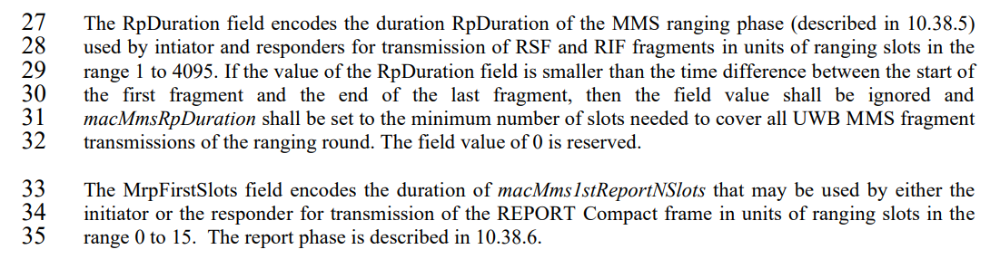 27 The RpDuration field encodes the duration RpDuration of the MMS ranging phase (described in 10.38.5)
28 used by intiator and responders for transmission of RSF and RIF fragments in units of ranging slots in the
29 range 1 to 4095. If the value of the RpDuration field is smaller than the time difference between the start of
30 the first fragment and the end of the last fragment, then the field value shall be ignored and
31 macMmsRpDuration shall be set to the minimum number of slots needed to cover all UWB MMS fragment
32 transmissions of the ranging round. The field value of 0 is reserved.
33 The MrpFirstSlots field encodes the duration of macMms1stReportNSlots that may be used by either the
34 initiator or the responder for transmission of the REPORT Compact frame in units of ranging slots in the
35 range 0 to 15. The report phase is described in 10.38.6.